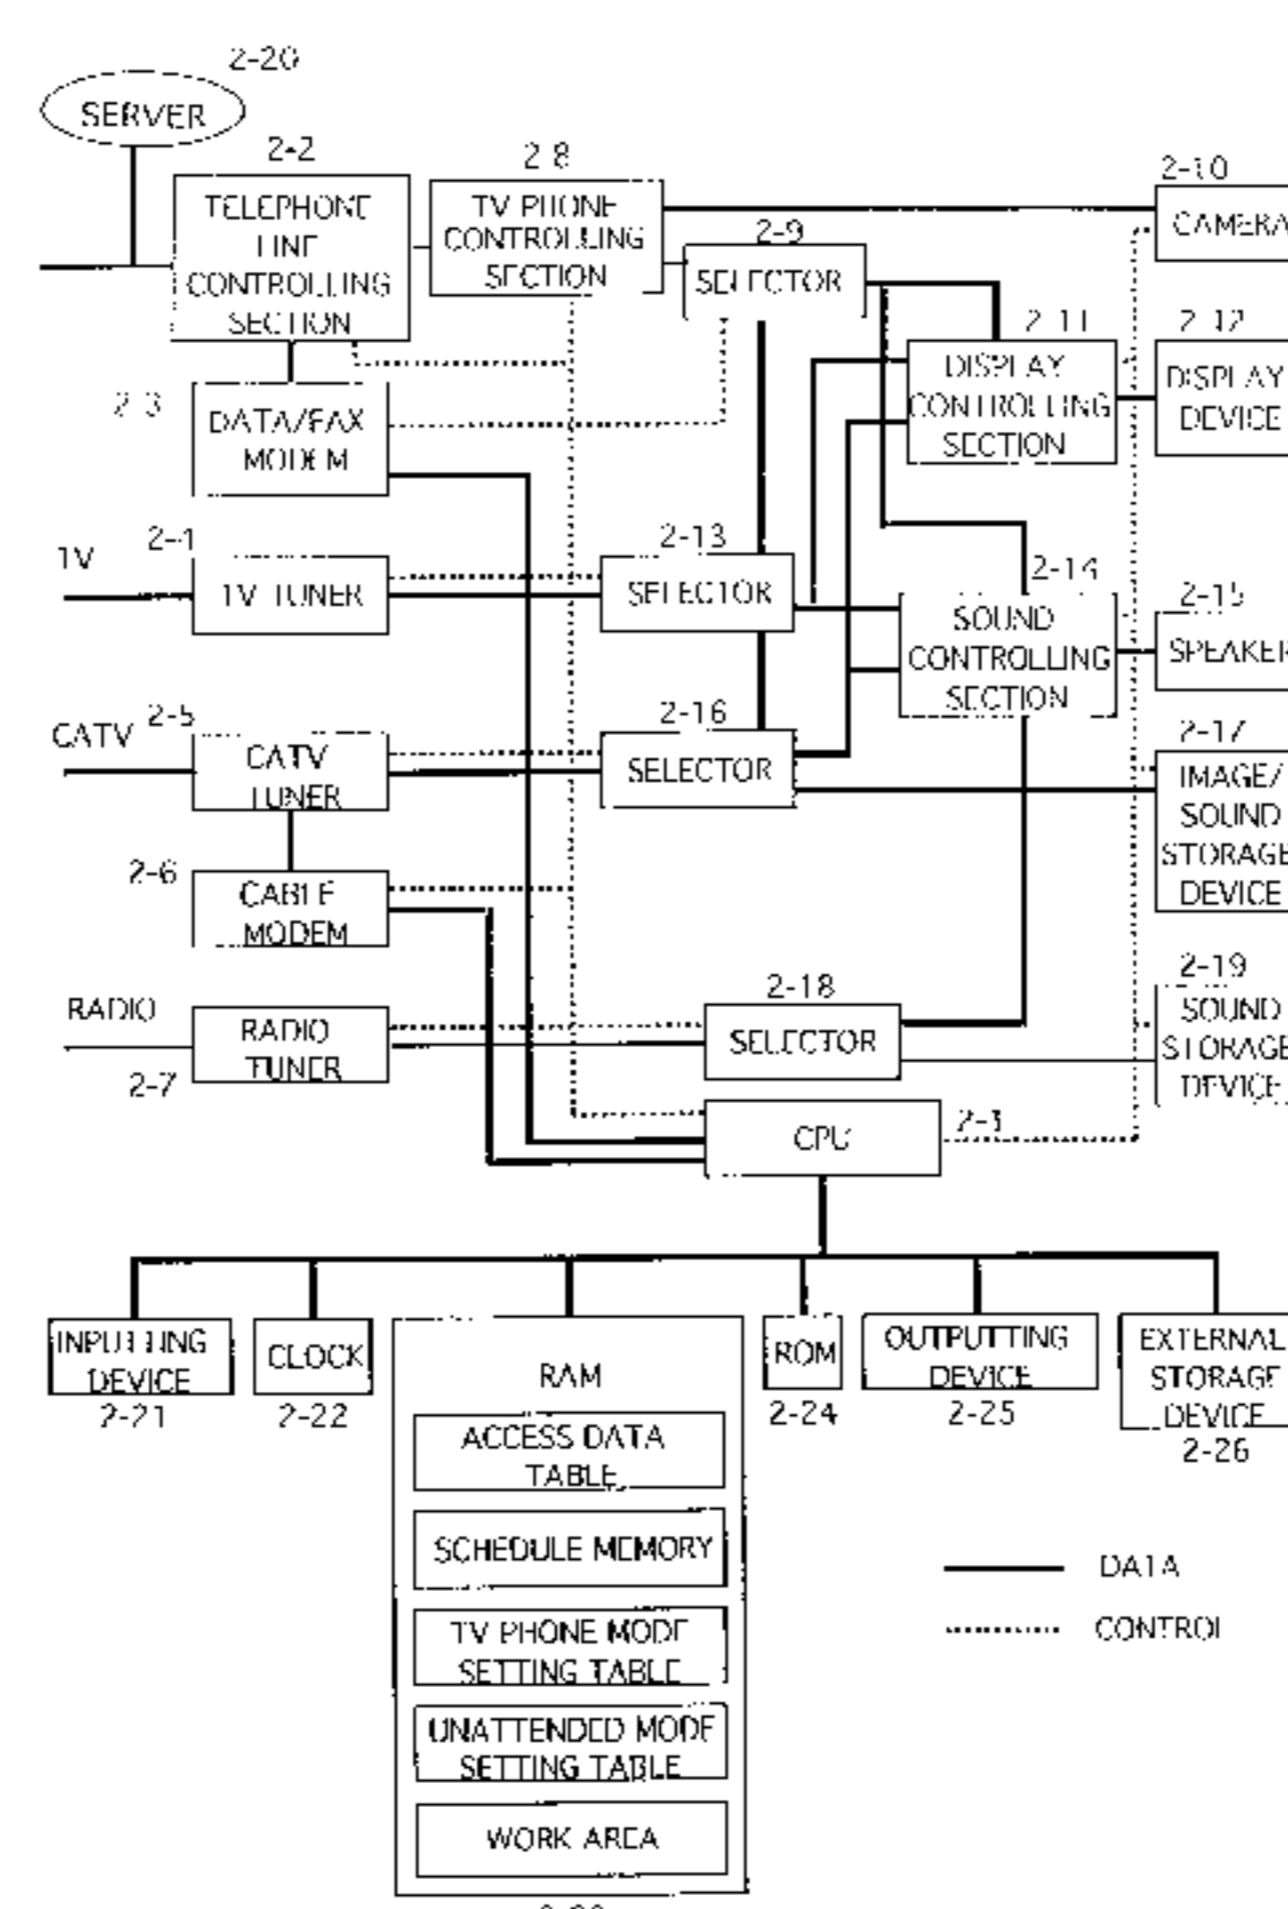 2-20
SERVER
2-2
TELEPHONE
LINE
CONTROLLING
SECTION
2-8
TV PHONE
CONTROLLING
SECTION
2-9
SELECTOR
2-10
CAMERA
2-11
DISPLAY
CONTROLLING
SECTION
2-12
DISPLAY
DEVICE
2-3
DATA/FAX
MODEM
TV
2-4
TV TUNER
2-13
SELECTOR
2-14
SOUND
CONTROLLING
SECTION
2-15
SPEAKER
CATV
2-5
CATV
TUNER
2-16
SELECTOR
2-17
IMAGE/
SOUND
STORAGE
DEVICE
2-6
CABLE
MODEM
RADIO
RADIO
TUNER
2-7
2-18
SELECTOR
2-19
SOUND
STORAGE
DEVICE
CPU
2-1
INPUTTING
DEVICE
2-21
CLOCK
2-22
RAM
ACCESS DATA
TABLE
SCHEDULE MEMORY
TV PHONE MODE
SETTING TABLE
UNATTENDED MODE
SETTING TABLE
WORK AREA
ROM
2-24
OUTPUTTING
DEVICE
2-25
EXTERNAL
STORAGE
DEVICE
2-26
DATA
CONTROL